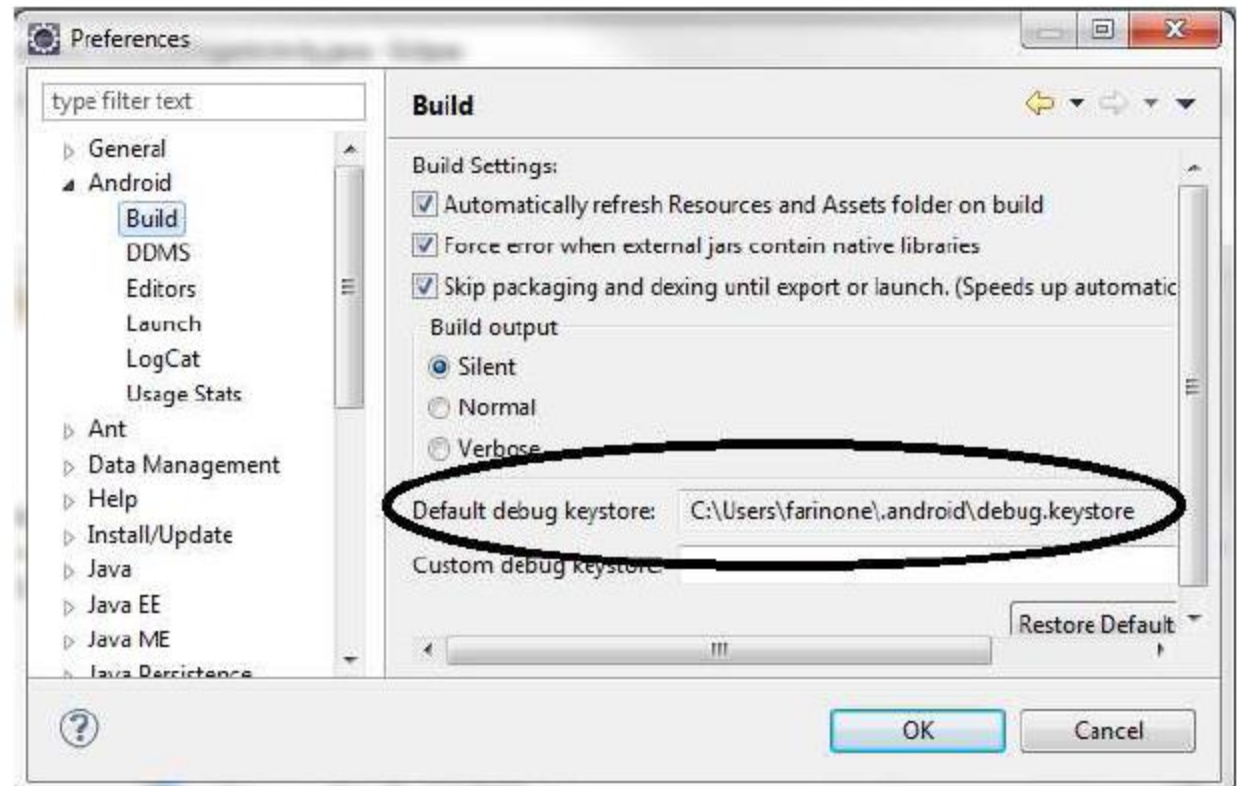 Preferences
type filter text
General
Android
Build
DDMS
Editors
Launch
LogCat
Usage Stats
Ant
Data Management
Help
Install/Update
Java
Java EE
Java ME
Java Persistence
Build
Build Settings:
Automatically refresh Resources and Assets folder on build
Force error when external jars contain native libraries
Skip packaging and dexing until export or launch. (Speeds up automatic
Build output
Silent
Normal
Verbose
Default debug keystore: C:\Users\farinone\.android\debug.keystore
Custom debug keystore:
Restore Default
OK
Cancel